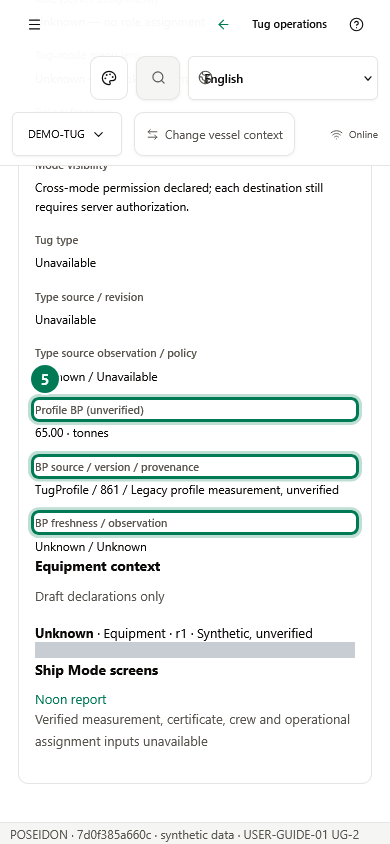 Tug operations
English
DEMO-TUG
Change vessel context
Online
Mode visibility
Cross-mode permission declared; each destination still
requires server authorization.
Tug type
Unavailable
Type source / revision
Unavailable
Type source observation / policy
5
nown / Unavailable
Profile BP (unverified)
65.00 · tonnes
BP source / version / provenance
TugProfile / 861 / Legacy profile measurement, unverified
BP freshness / observation
Unknown / Unknown
Equipment context
Draft declarations only
Unknown · Equipment · r1 · Synthetic, unverified
Ship Mode screens
Noon report
Verified measurement, certificate, crew and operational
assignment inputs unavailable
POSEIDON · 7d0f385a660c · synthetic data · USER-GUIDE-01 UG-2